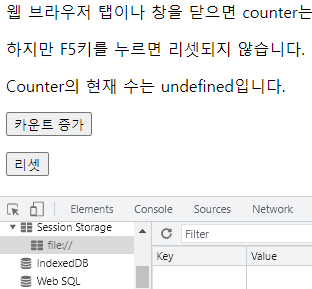 웹 브라우저 탭이나 창을 닫으면 counter는
하지만 F5키를 누르면 리셋되지 않습니다.
Counter의 현재 수는 undefined입니다.
카운트 증가
리셋
Elements Console Sources Network
Session Storage
file://
IndexedDB
Web SQL
Filter
Key Value